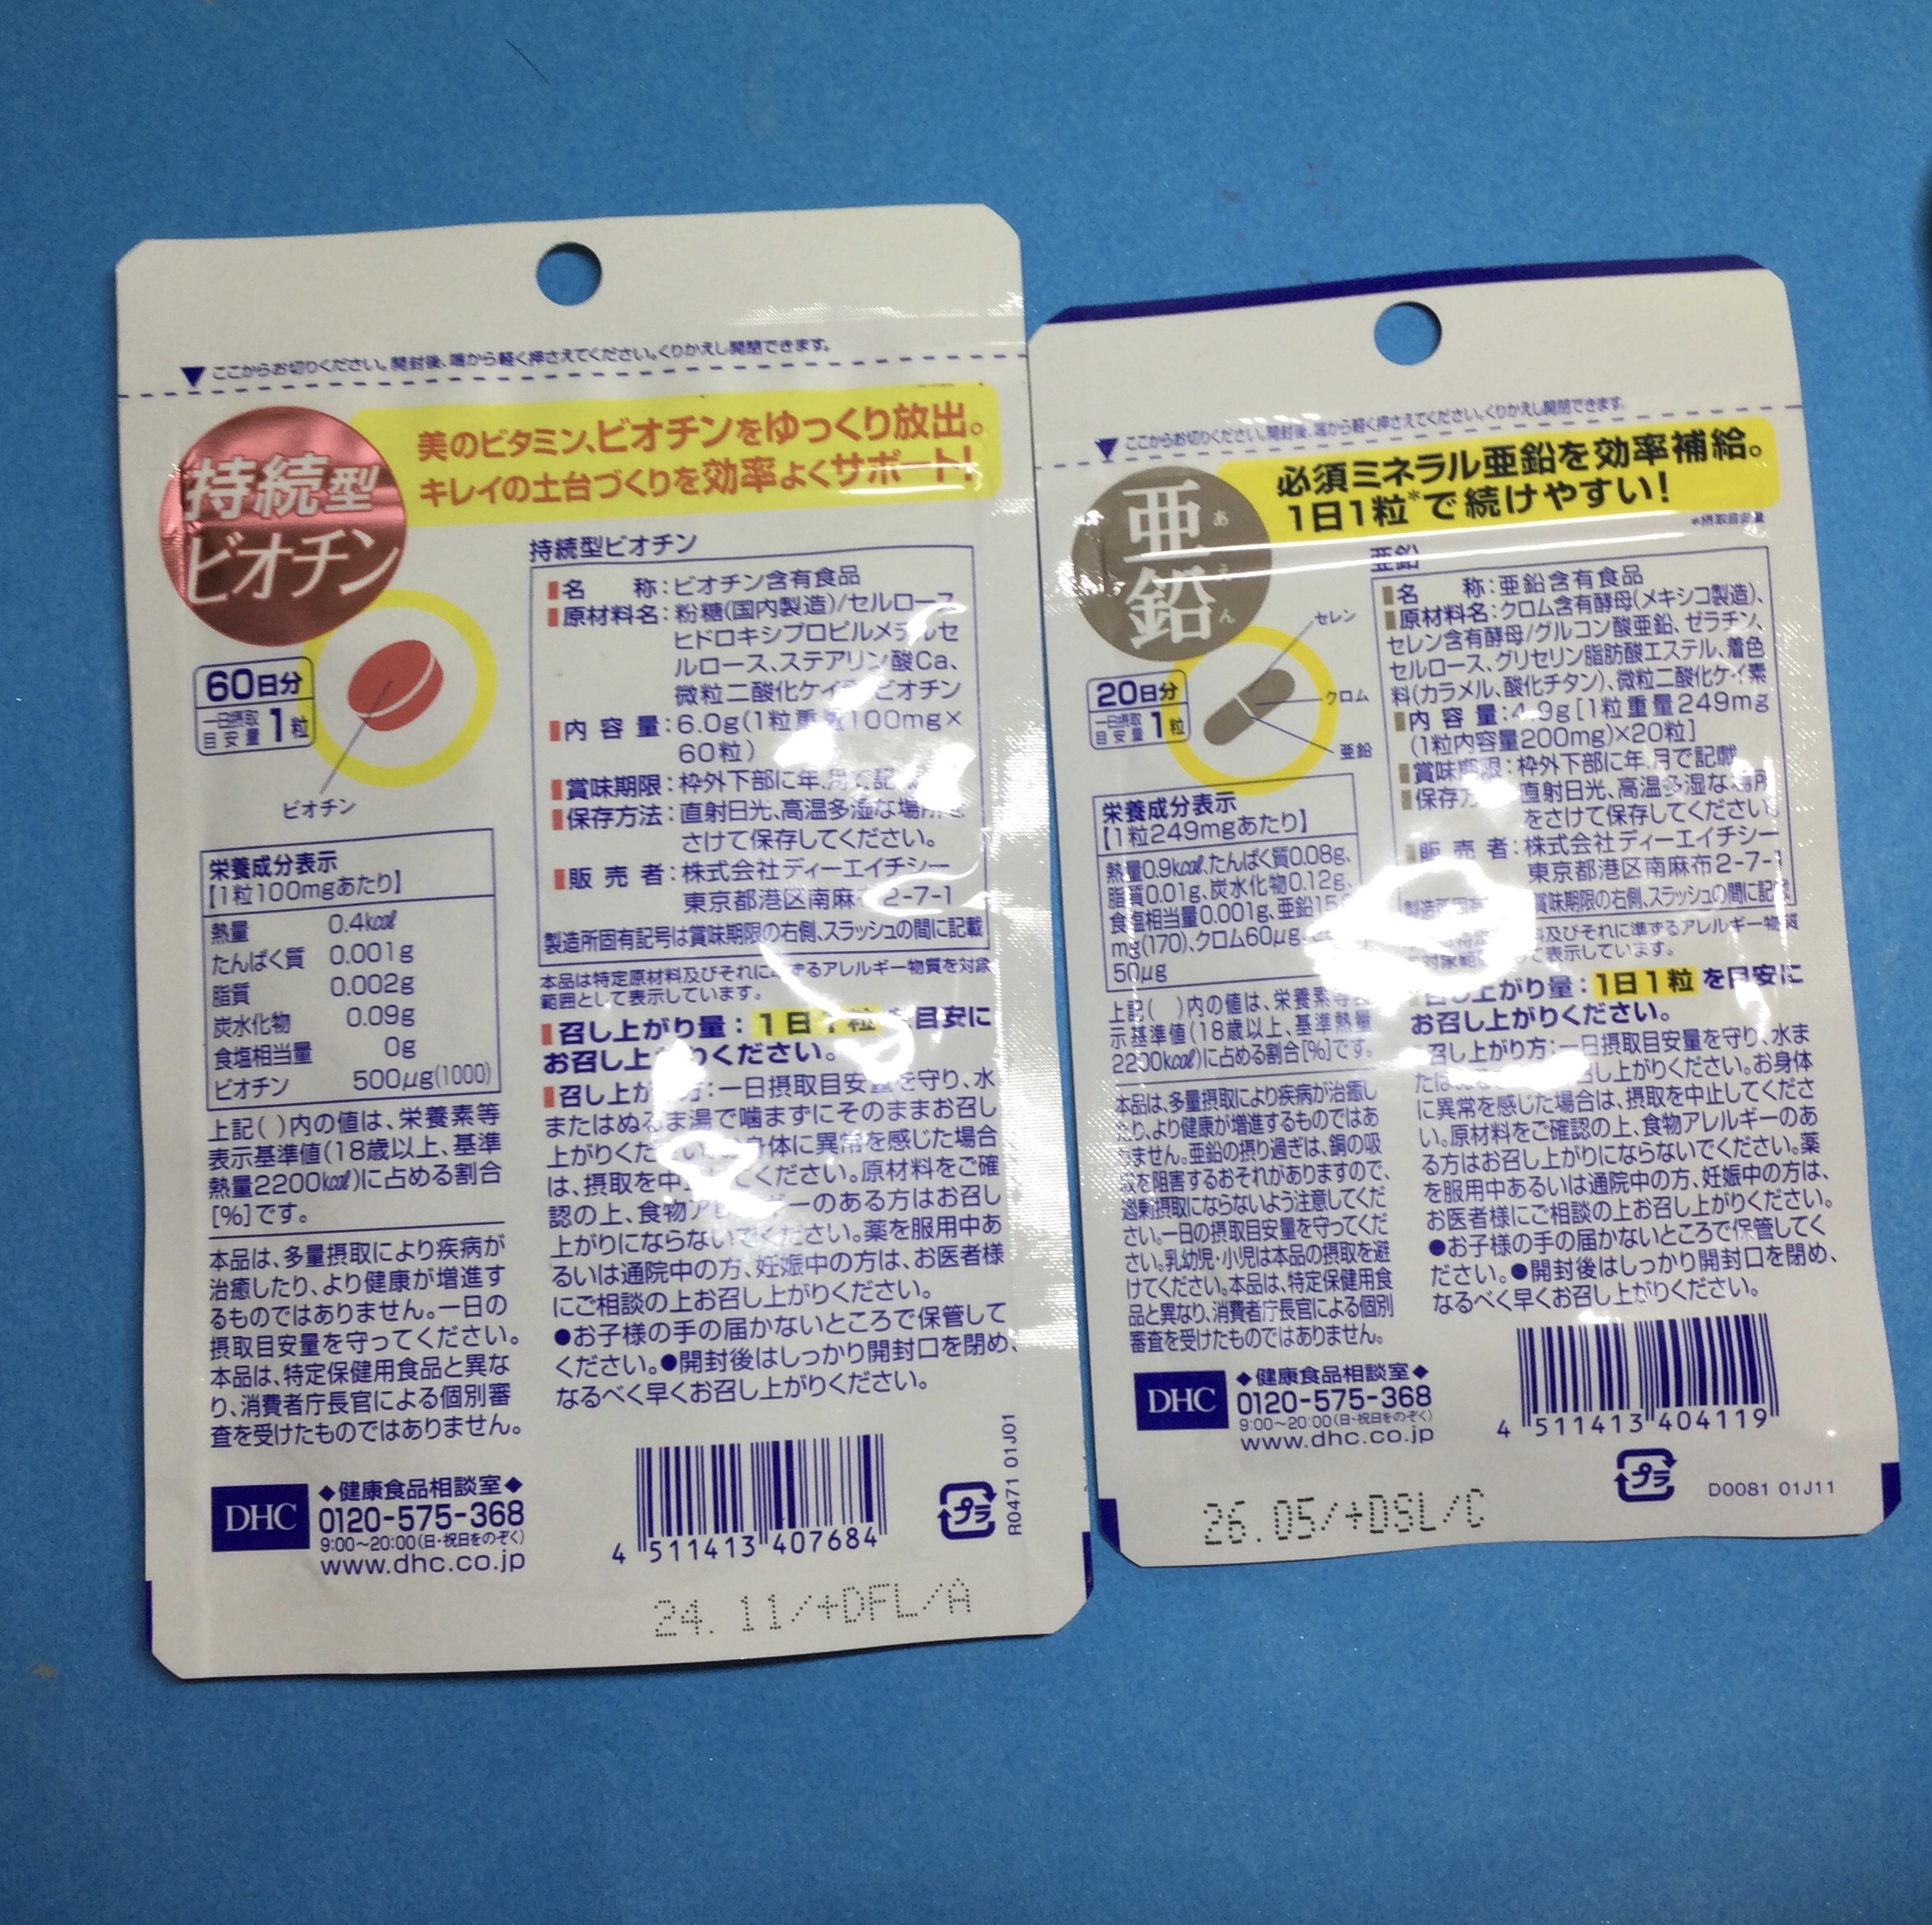 ▼ここからお切りください。開封後、端から軽く押さえてください。くりかえし開閉できます。
持続型
ビオチン
美のビタミン、ビオチンをゆっくり放出。
キレイの土台づくりを効率よくサポート!
60日分
一日摂取
目安量 1粒
ビオチン
栄養成分表示
【1粒100mgあたり】
熱量 0.4kcal
たんぱく質 0.001g
脂質 0.002g
炭水化物 0.09g
食塩相当量 0g
ビオチン 500μg(1000)
上記( )内の値は、栄養素等
表示基準値(18歳以上、基準
熱量2200kcal)に占める割合
[%]です。
本品は、多量摂取により疾病が
治癒したり、より健康が増進す
るものではありません。一日の
摂取目安量を守ってください。
本品は、特定保健用食品と異な
り、消費者庁長官による個別審
査を受けたものではありません。
持続型ビオチン
名 称:ビオチン含有食品
原材料名:粉糖(国内製造)/セルロース
ヒドロキシプロピルメチルセ
ルロース、ステアリン酸Ca、
微粒二酸化ケイ ビオチン
内容量:6.0g(1粒重量100mg×
60粒)
賞味期限:枠外下部に年.月で記
保存方法:直射日光、高温多湿な場所を
さけて保存してください。
販売者:株式会社ディーエイチシー
東京都港区南麻布2-7-1
製造所固有記号は賞味期限の右側、スラッシュの間に記載
本品は特定原材料及びそれに準ずるアレルギー物質を対象
範囲として表示しています。
召し上がり量:1日1粒を目安に
お召し上がりください。
召し上がり方:一日摂取目安量を守り、水
またはぬるま湯で噛まずにそのままお召し
上がりください。お身体に異常を感じた場合
は、摂取を中止してください。原材料をご確
認の上、食物アレルギーのある方はお召し
上がりにならないでください。薬を服用中あ
るいは通院中の方、妊娠中の方は、お医者様
にご相談の上お召し上がりください。
●お子様の手の届かないところで保管して
ください。●開封後はしっかり開封口を閉め、
なるべく早くお召し上がりください。
DHC
◆健康食品相談室◆
0120-575-368
9:00~20:00(日・祝日をのぞく)
www.dhc.co.jp
4 511413 407684
プラ
R0471 01J01
24.11/+DFL/A
▼ここからお切りください。開封後、端から軽く押さえてください。くりかえし開閉できます。
亜鉛
あえん
必須ミネラル亜鉛を効率補給。
1日1粒*で続けやすい!
*摂取目安量
20日分
一日摂取
目安量 1粒
セレン
クロム
亜鉛
栄養成分表示
【1粒249mgあたり】
熱量0.9kcal、たんぱく質0.08g、
脂質0.01g、炭水化物0.12g、
食塩相当量0.001g、亜鉛15
mg(170)、クロム60μg、
50μg
上記( )内の値は、栄養素等表
示基準値(18歳以上、基準熱量
2200kcal)に占める割合[%]です。
本品は、多量摂取により疾病が治癒し
たり、より健康が増進するものではあ
りません。亜鉛の摂り過ぎは、銅の吸
収を阻害するおそれがありますので、
過剰摂取にならないよう注意してくだ
さい。一日の摂取目安量を守ってくだ
さい。乳幼児・小児は本品の摂取を避
けてください。本品は、特定保健用食
品と異なり、消費者庁長官による個別
審査を受けたものではありません。
亜鉛
名 称:亜鉛含有食品
原材料名:クロム含有酵母(メキシコ製造)、
セレン含有酵母/グルコン酸亜鉛、ゼラチン、
セルロース、グリセリン脂肪酸エステル、着色
料(カラメル、酸化チタン)、微粒二酸化ケイ素
内容量:4.9g[1粒重量249mg
(1粒内容量200mg)×20粒]
賞味期限:枠外下部に年.月で記載
保存方 直射日光、高温多湿な場所
をさけて保存してください。
販売者:株式会社ディーエイチシー
東京都港区南麻布2-7-1
製造所固有 賞味期限の右側、スラッシュの間に記載
料及びそれに準ずるアレルギー物質
を対象範囲として表示しています。
召し上がり量:1日1粒を目安に
お召し上がりください。
召し上がり方:一日摂取目安量を守り、水ま
たはぬる 召し上がりください。お身体
に異常を感じた場合は、摂取を中止してくださ
い。原材料をご確認の上、食物アレルギーのあ
る方はお召し上がりにならないでください。薬
を服用中あるいは通院中の方、妊娠中の方は、
お医者様にご相談の上お召し上がりください。
●お子様の手の届かないところで保管してく
ださい。●開封後はしっかり開封口を閉め、
なるべく早くお召し上がりください。
DHC
◆健康食品相談室◆
0120-575-368
9:00~20:00(日・祝日をのぞく)
www.dhc.co.jp
4 511413 404119
プラ
D0081 01J11
26.05/+DSL/C